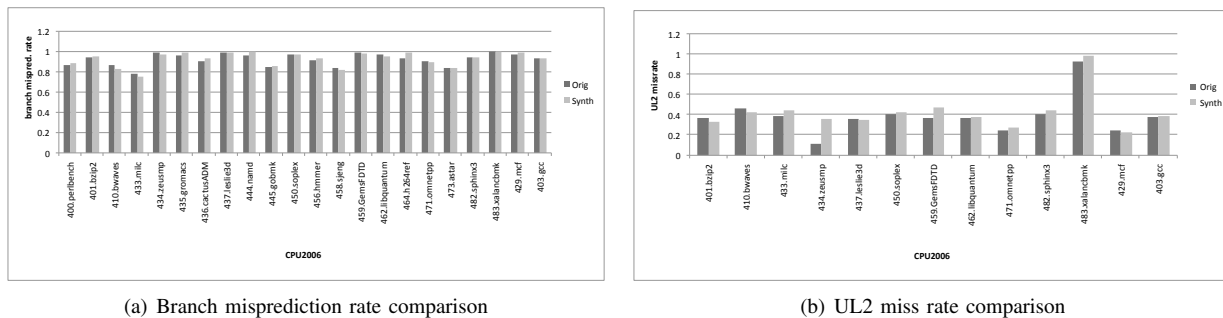 branch mispred. rate
1.2
1
0.8
0.6
0.4
0.2
0
400.perlbench
401.bzip2
410.bwaves
433.milc
434.zeusmp
435.gromacs
436.cactusADM
437.leslie3d
444.namd
445.gobmk
450.soplex
456.hmmer
458.sjeng
459.GemsFDTD
462.libquantum
464.h264ref
471.omnetpp
473.astar
482.sphinx3
483.xalancbmk
429.mcf
403.gcc
CPU2006
Orig
Synth
(a) Branch misprediction rate comparison
UL2 missrate
1.2
1
0.8
0.6
0.4
0.2
0
401.bzip2
410.bwaves
433.milc
434.zeusmp
437.leslie3d
450.soplex
459.GemsFDTD
462.libquantum
471.omnetpp
482.sphinx3
483.xalancbmk
429.mcf
403.gcc
CPU2006
Orig
Synth
(b) UL2 miss rate comparison